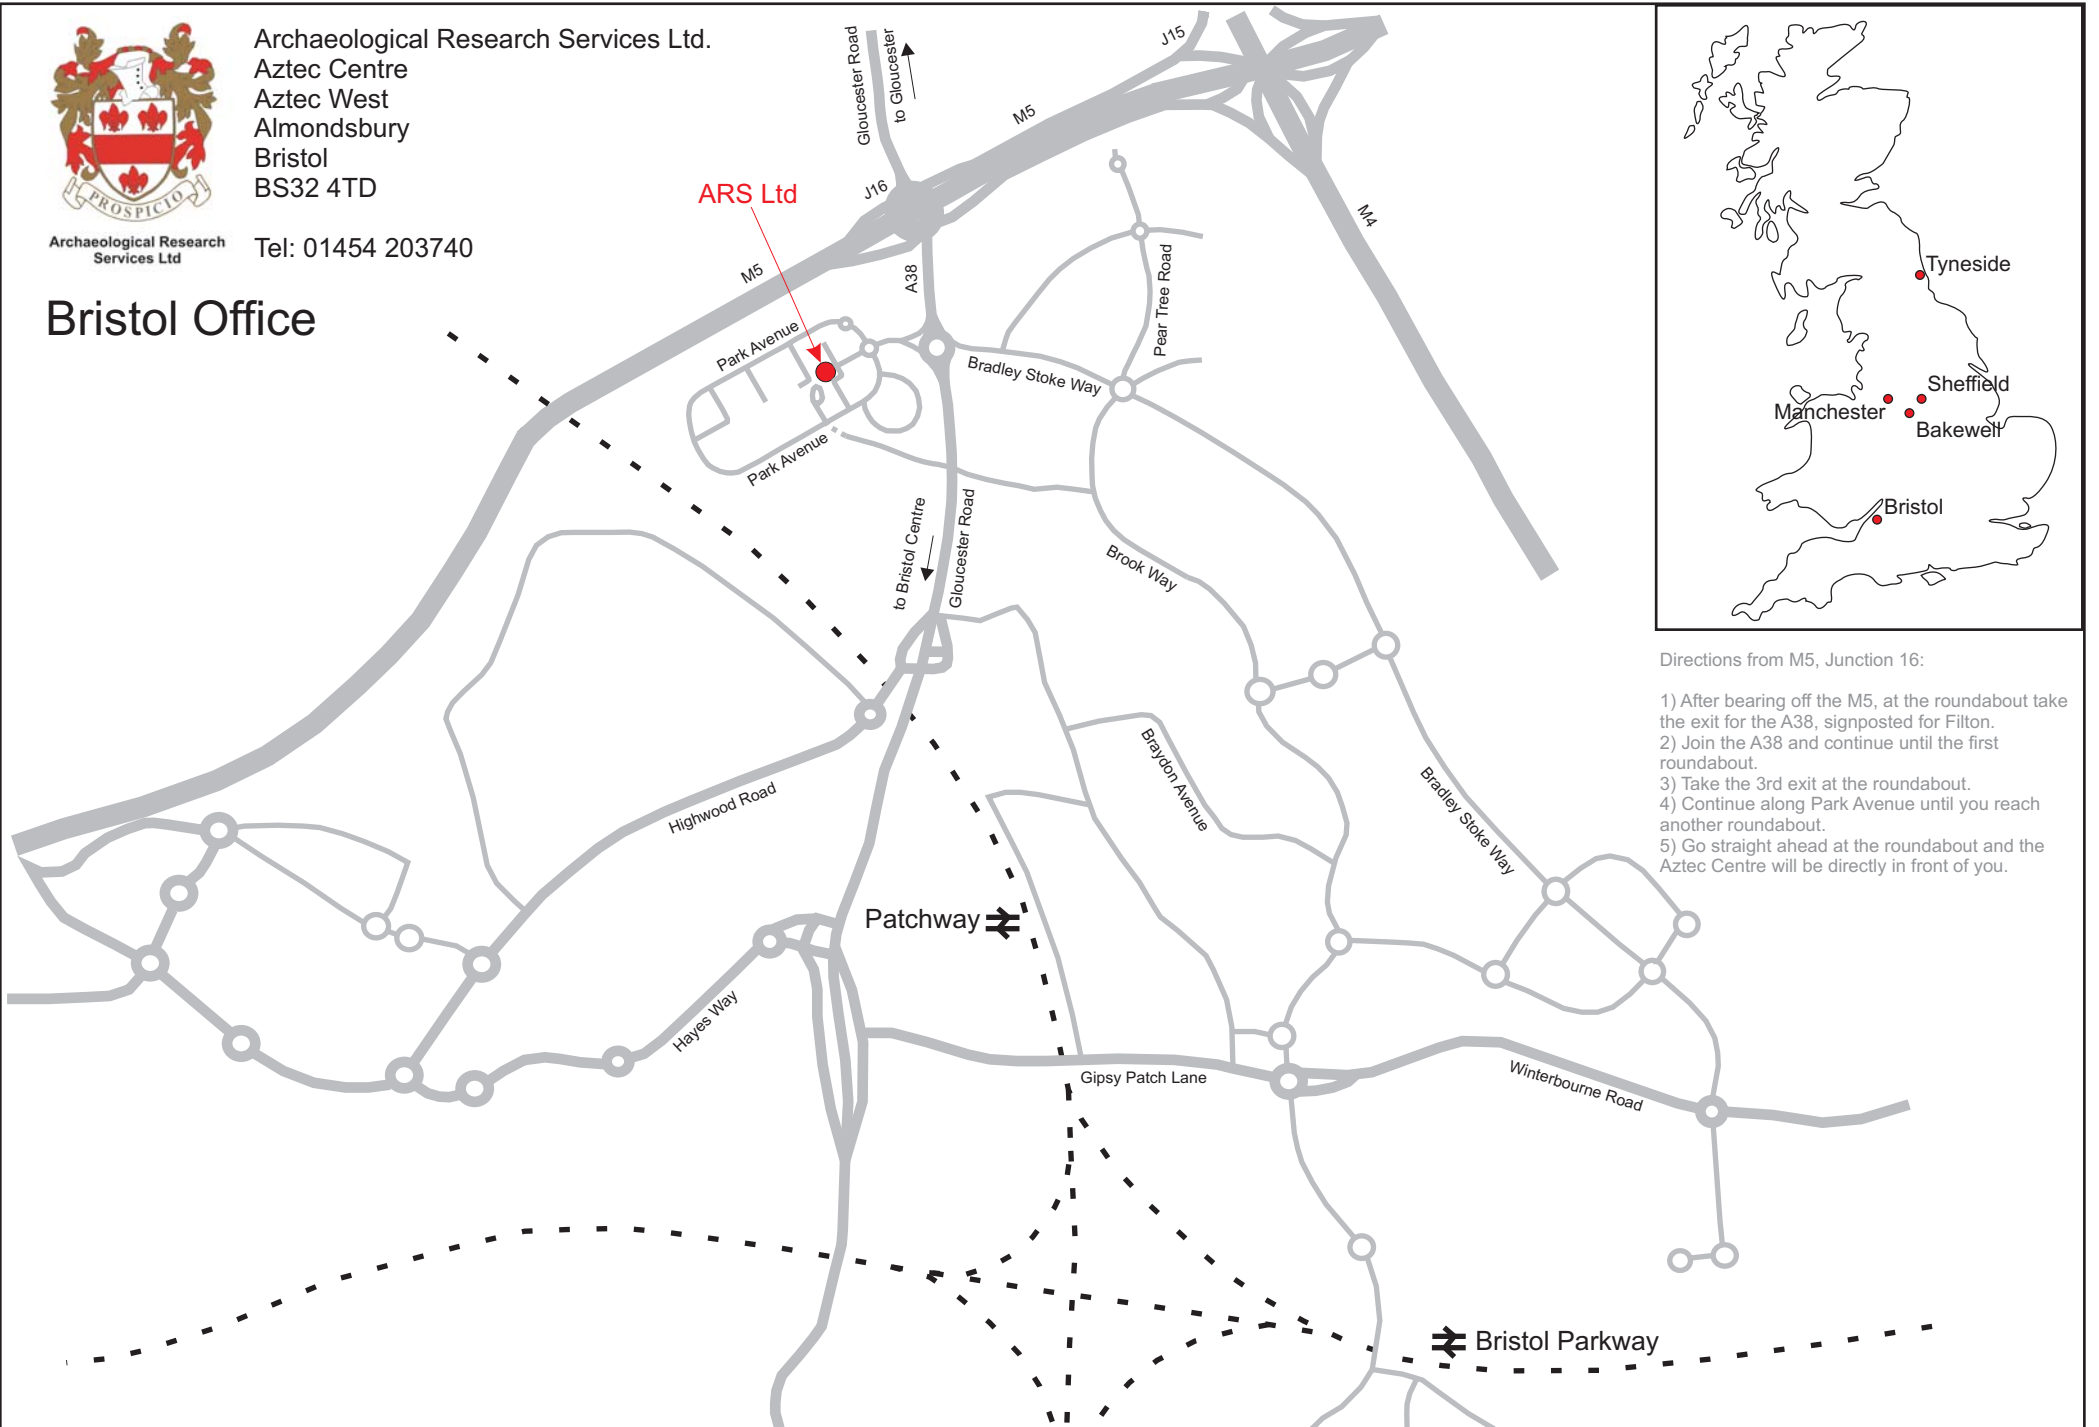 Archaeological Research Services Ltd.
Aztec Centre
Aztec West
Almondsbury
Bristol
BS32 4TD
Tel: 01454 203740
PROSPICIO
Archaeological Research
Services Ltd
Bristol Office
ARS Ltd
Gloucester Road
to Gloucester
J15
M5
J16
M4
M5
A38
Pear Tree Road
Park Avenue
Bradley Stoke Way
Park Avenue
to Bristol Centre
Gloucester Road
Brook Way
Braydon Avenue
Bradley Stoke Way
Highwood Road
Patchway
Hayes Way
Gipsy Patch Lane
Winterbourne Road
Bristol Parkway
Tyneside
Sheffield
Manchester
Bakewell
Bristol
Directions from M5, Junction 16:
1) After bearing off the M5, at the roundabout take
the exit for the A38, signposted for Filton.
2) Join the A38 and continue until the first
roundabout.
3) Take the 3rd exit at the roundabout.
4) Continue along Park Avenue until you reach
another roundabout.
5) Go straight ahead at the roundabout and the
Aztec Centre will be directly in front of you.